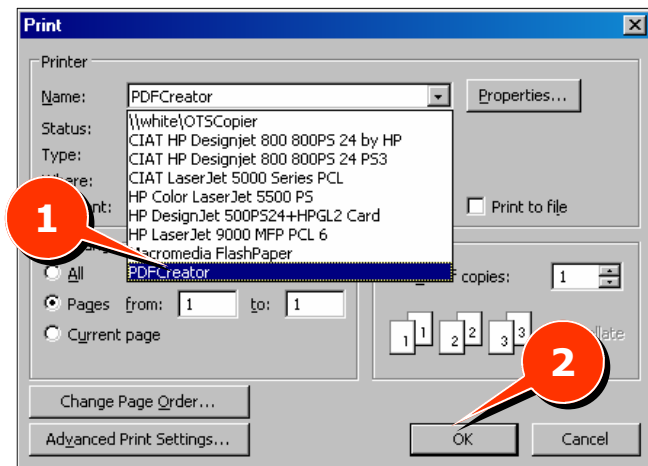 Print
Printer
Name: PDFCreator Properties...
Status: \\white\OTSCopier
CIAT HP Designjet 800 800PS 24 by HP
Type: CIAT HP Designjet 800 800PS 24 PS3
CIAT LaserJet 5000 Series PCL
HP Color LaserJet 5500 PS
HP DesignJet 500PS24+HPGL2 Card Print to file
HP LaserJet 9000 MFP PCL 6
Macromedia FlashPaper
1
All PDFCreator copies: 1
Pages from: 1 to: 1
Current page
1 1 2 2 3 3
2
Change Page Order...
Advanced Print Settings... OK Cancel